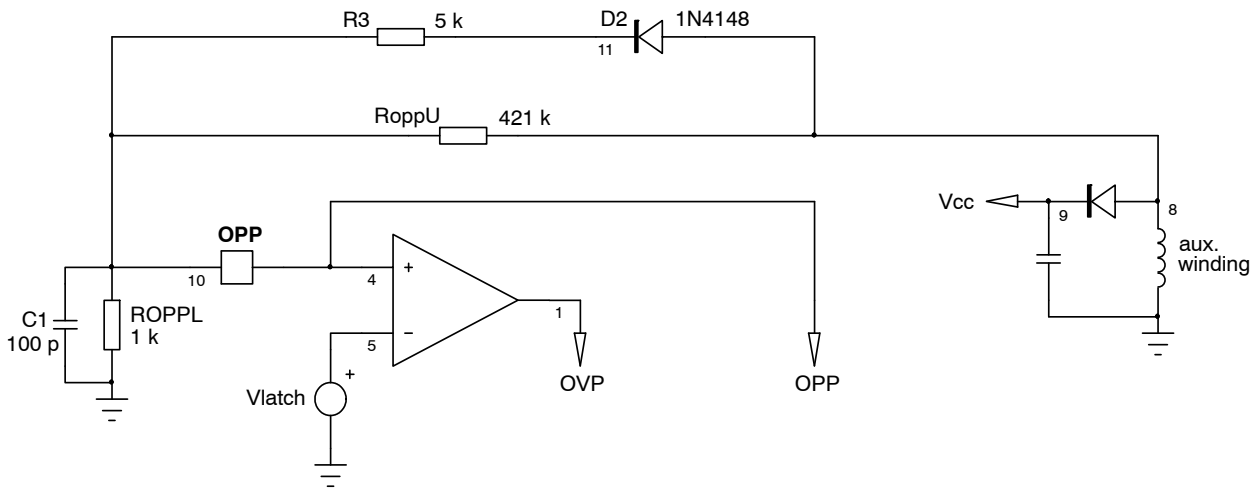 R3 5 k D2 1N4148
11
RoppU 421 k
Vcc 9 8
OPP
aux.
winding
10 4 +
C1
100 p
ROPPL
1 k
1
5 −
+
Vlatch
OVP OPP